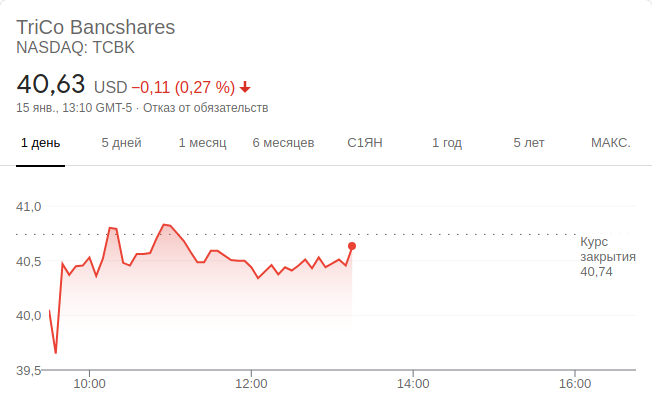 TriCo Bancshares
NASDAQ: TCBK
40,63 USD −0,11 (0,27 %)
15 янв., 13:10 GMT-5 · Отказ от обязательств
1 день 5 дней 1 месяц 6 месяцев С1ЯН 1 год 5 лет МАКС.
41,0
Курс
закрытия
40,74
40,5
40,0
39,5
10:00 12:00 14:00 16:00